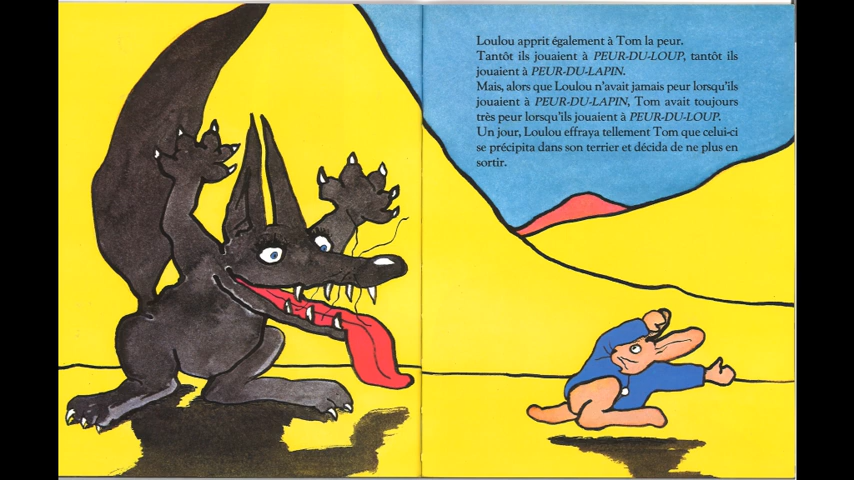 Loulou apprit également à Tom la peur.
Tantôt ils jouaient à PEUR-DU-LOUP, tantôt ils
jouaient à PEUR-DU-LAPIN.
Mais, alors que Loulou n'avait jamais peur lorsqu'ils
jouaient à PEUR-DU-LAPIN, Tom avait toujours
très peur lorsqu'ils jouaient à PEUR-DU-LOUP.
Un jour, Loulou effraya tellement Tom que celui-ci
se précipita dans son terrier et décida de ne plus en
sortir.